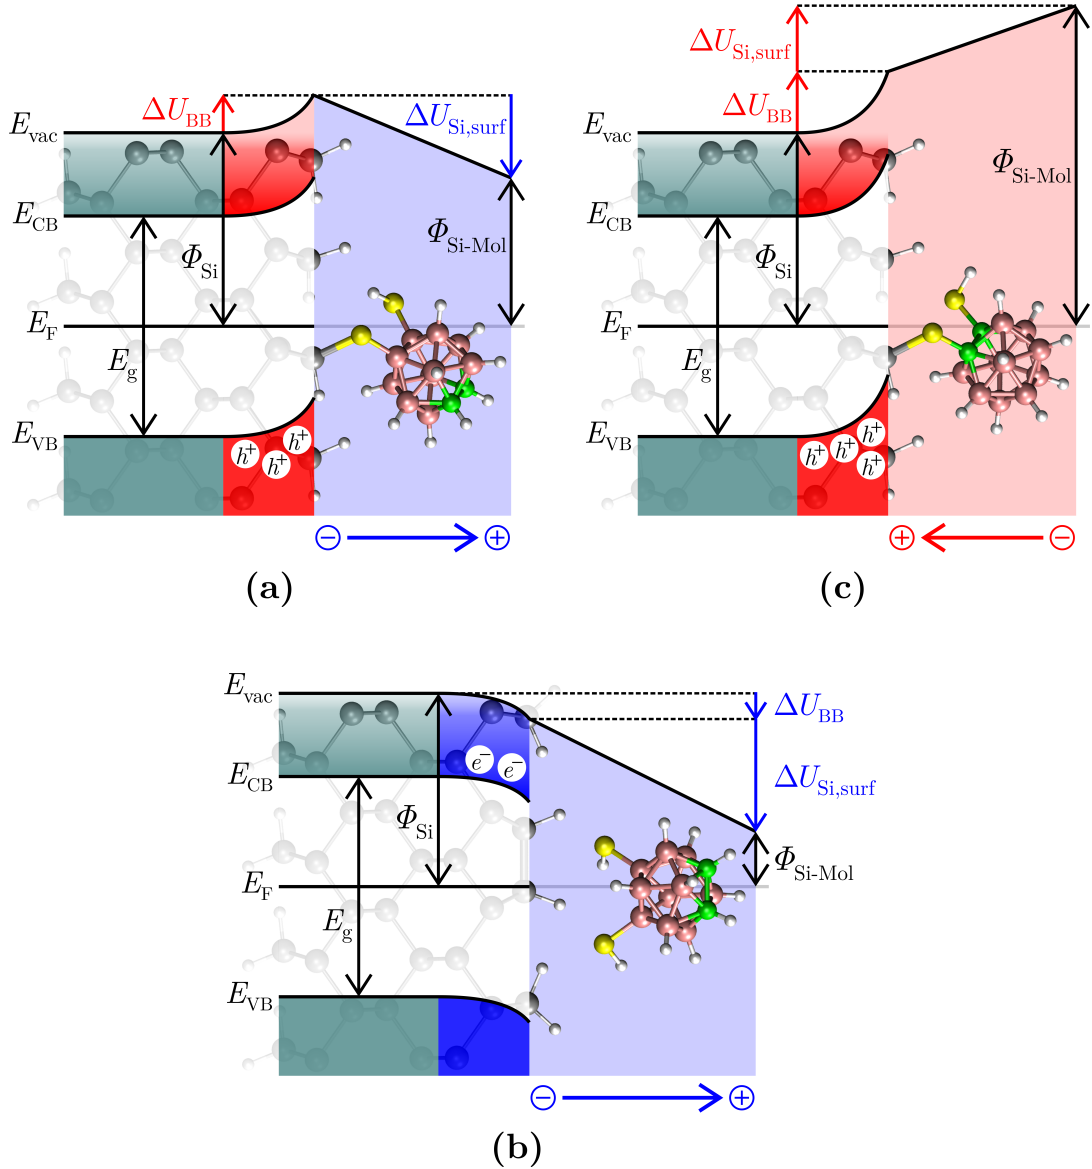 ΔU_Si,surf
ΔU_BB
E_vac
ΔU_BB
ΔU_Si,surf
E_CB
Φ_Si
Φ_Si-Mol
E_F
E_g
E_VB
h⁺ h⁺ h⁺
− +
(a)
E_vac
Φ_Si-Mol
E_CB
Φ_Si
E_F
E_g
E_VB
h⁺ h⁺ h⁺ h⁺
+ −
(c)
E_vac
ΔU_BB
e⁻ e⁻
E_CB
ΔU_Si,surf
Φ_Si
Φ_Si-Mol
E_F
E_g
E_VB
− +
(b)